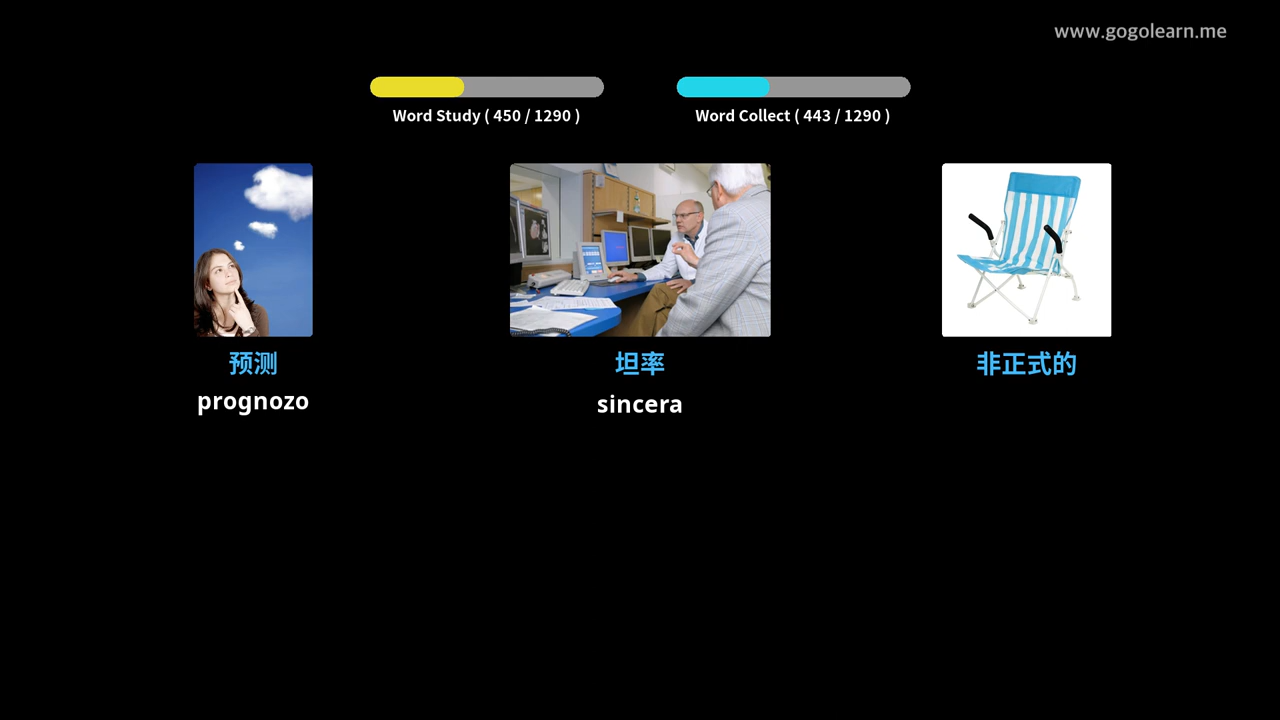 www.gogolearn.me
Word Study ( 450 / 1290 )
Word Collect ( 443 / 1290 )
预测
prognozo
坦率
sincera
非正式的